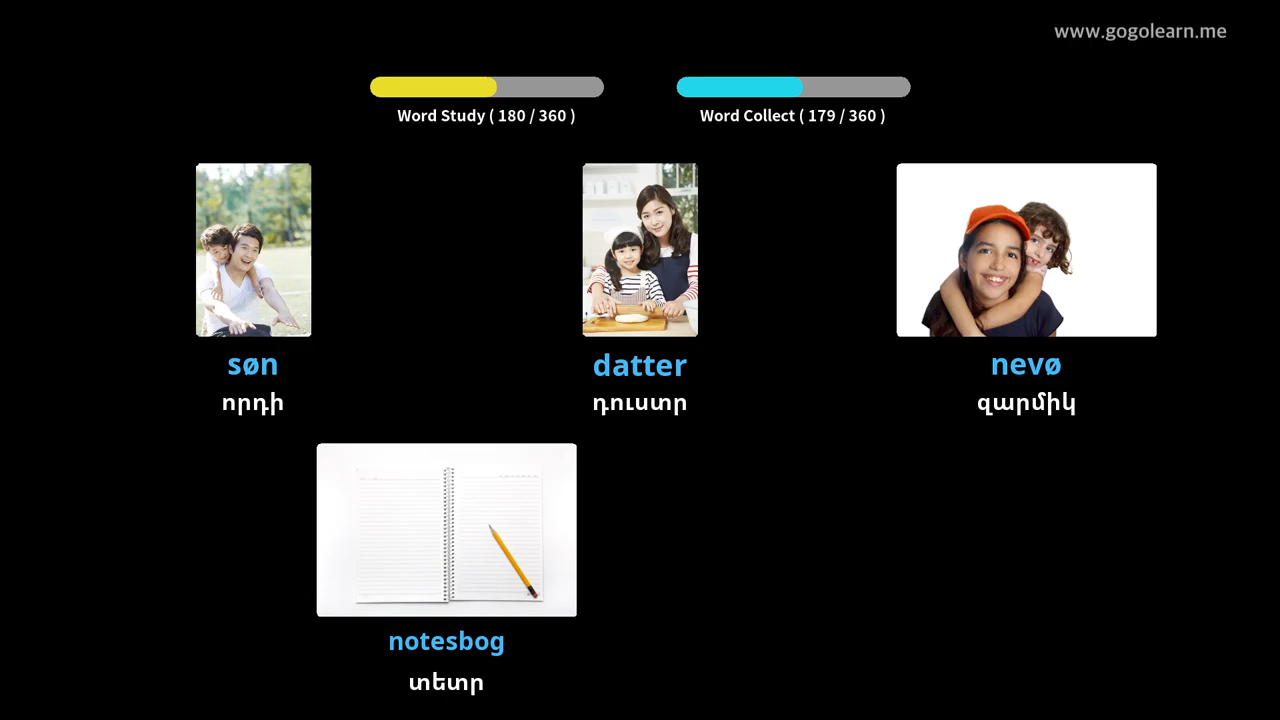 www.gogolearn.me
Word Study ( 180 / 360 )
Word Collect ( 179 / 360 )
søn
որդի
datter
դուստր
nevø
զարմիկ
notesbog
տետր